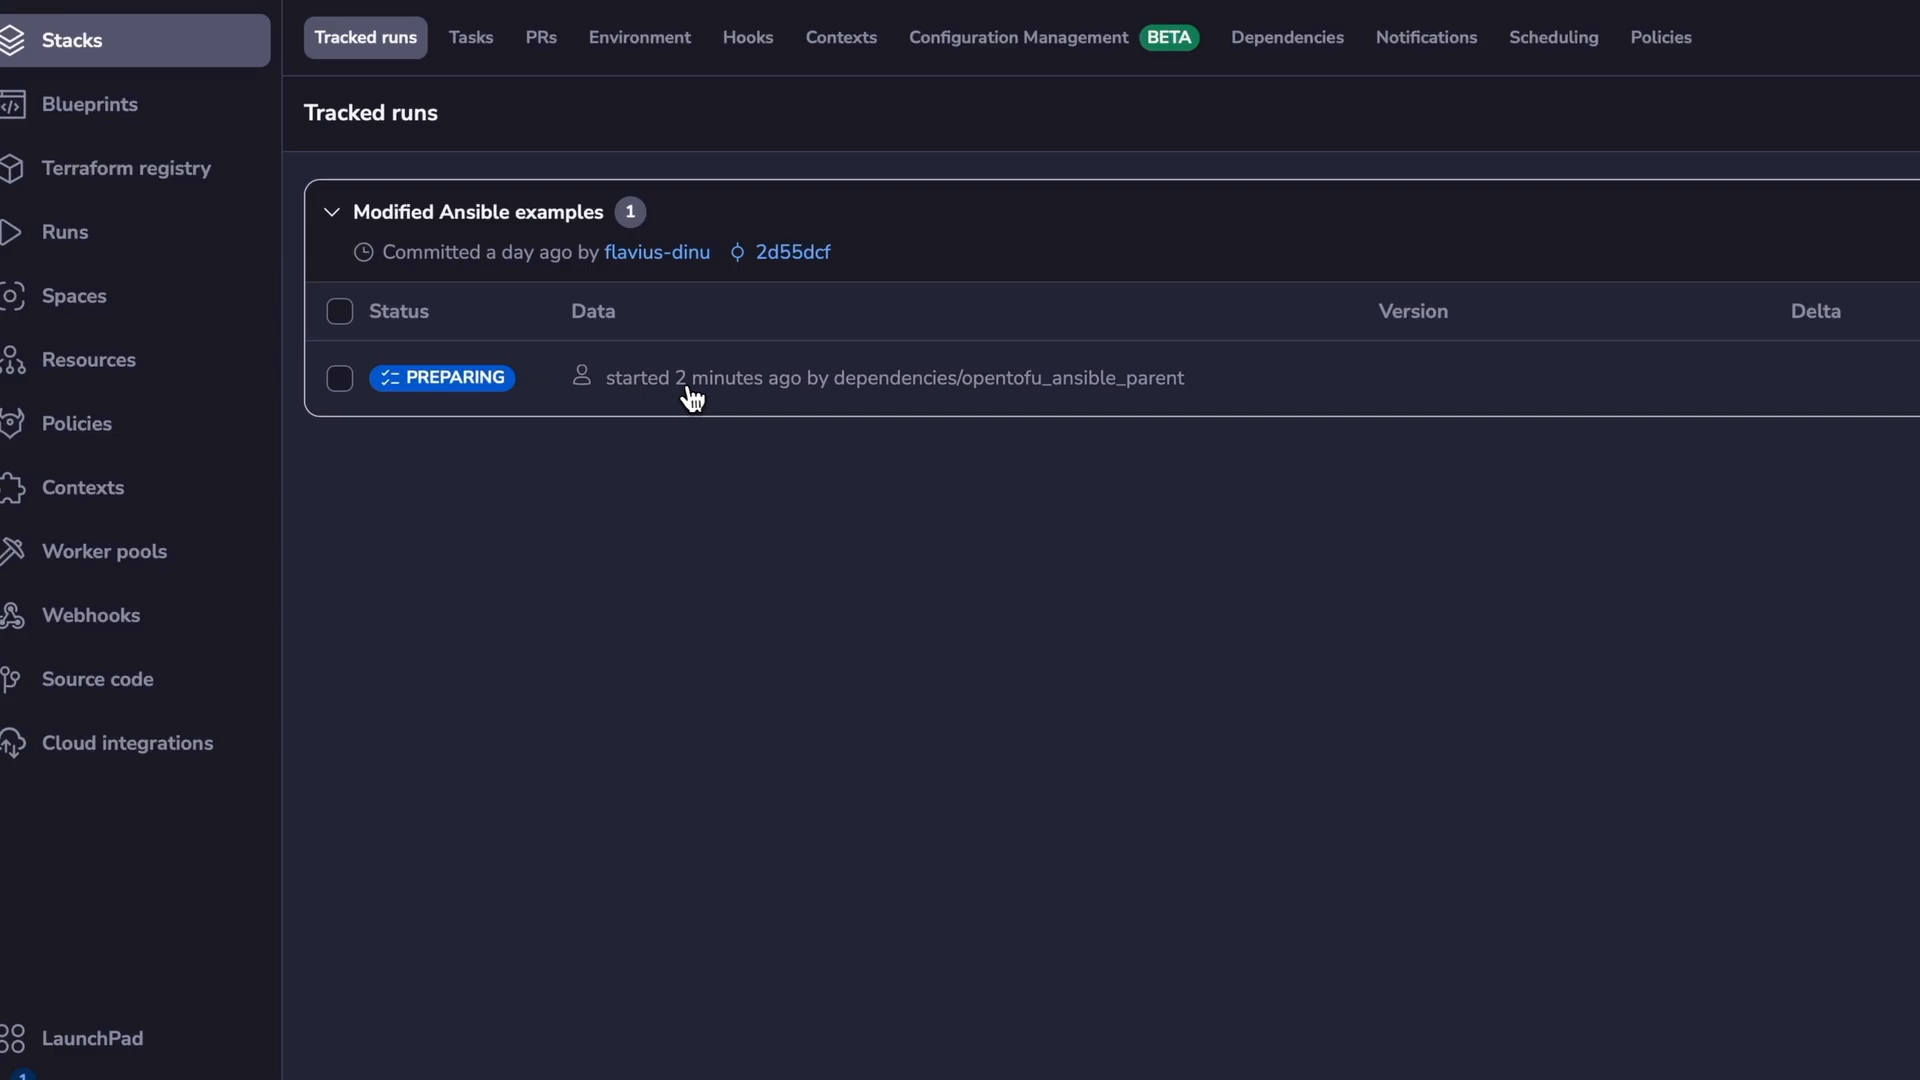 Stacks
Blueprints
Terraform registry
Runs
Spaces
Resources
Policies
Contexts
Worker pools
Webhooks
Source code
Cloud integrations
LaunchPad
1
Tracked runs Tasks PRs Environment Hooks Contexts Configuration Management BETA Dependencies Notifications Scheduling Policies
Tracked runs
Modified Ansible examples 1
Committed a day ago by flavius-dinu 2d55dcf
Status Data Version Delta
PREPARING started 2 minutes ago by dependencies/opentofu_ansible_parent